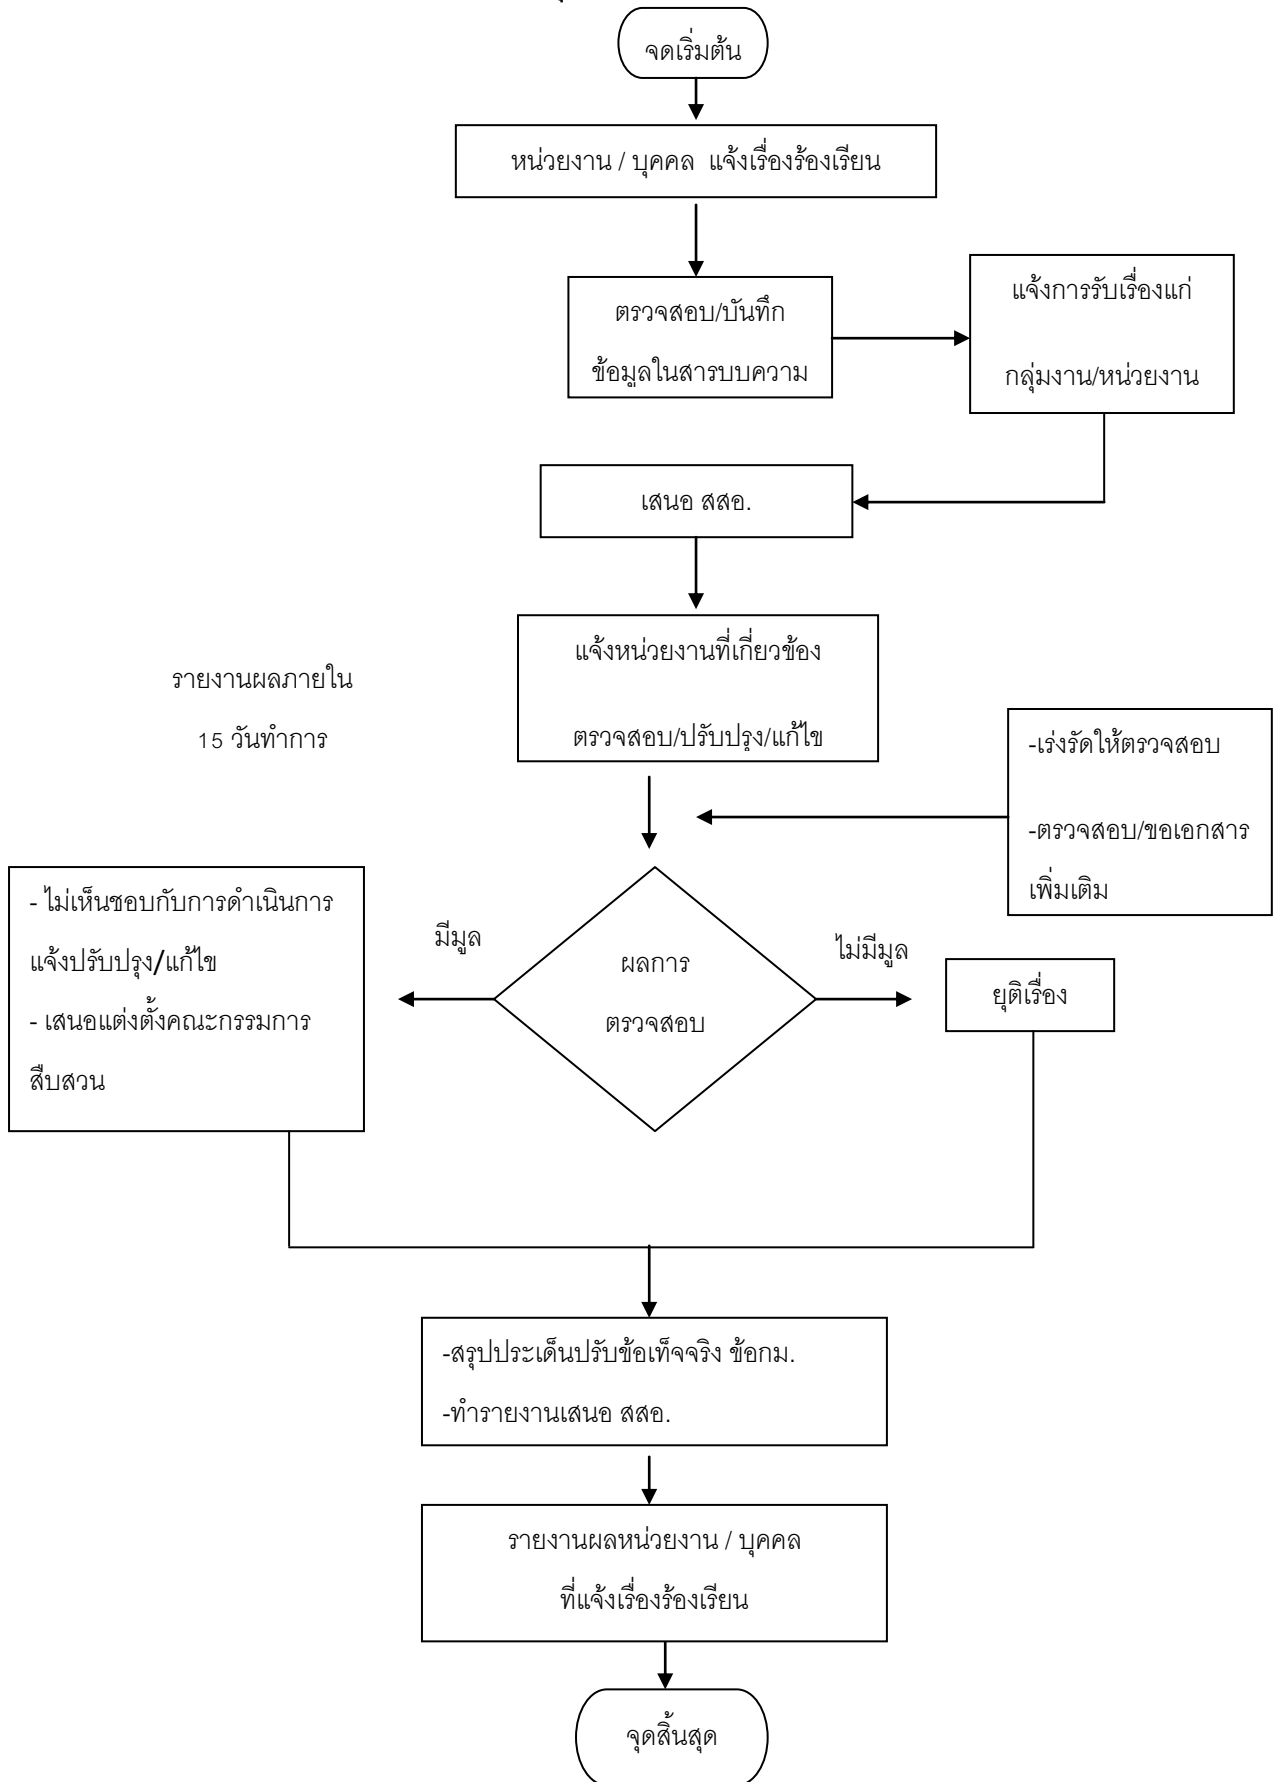 จดเริ่มต้น
หน่วยงาน / บุคคล แจ้งเรื่องร้องเรียน
ตรวจสอบ/บันทึก
ข้อมูลในสารบบความ
แจ้งการรับเรื่องแก่
กลุ่มงาน/หน่วยงาน
เสนอ สสอ.
แจ้งหน่วยงานที่เกี่ยวข้อง
ตรวจสอบ/ปรับปรุง/แก้ไข
รายงานผลภายใน
15 วันทำการ
-เร่งรัดให้ตรวจสอบ
-ตรวจสอบ/ขอเอกสาร
เพิ่มเติม
- ไม่เห็นชอบกับการดำเนินการ
แจ้งปรับปรุง/แก้ไข
- เสนอแต่งตั้งคณะกรรมการ
สืบสวน
มีมูล
ผลการ
ตรวจสอบ
ไม่มีมูล
ยุติเรื่อง
-สรุปประเด็นปรับข้อเท็จจริง ข้อกม.
-ทำรายงานเสนอ สสอ.
รายงานผลหน่วยงาน / บุคคล
ที่แจ้งเรื่องร้องเรียน
จุดสิ้นสุด